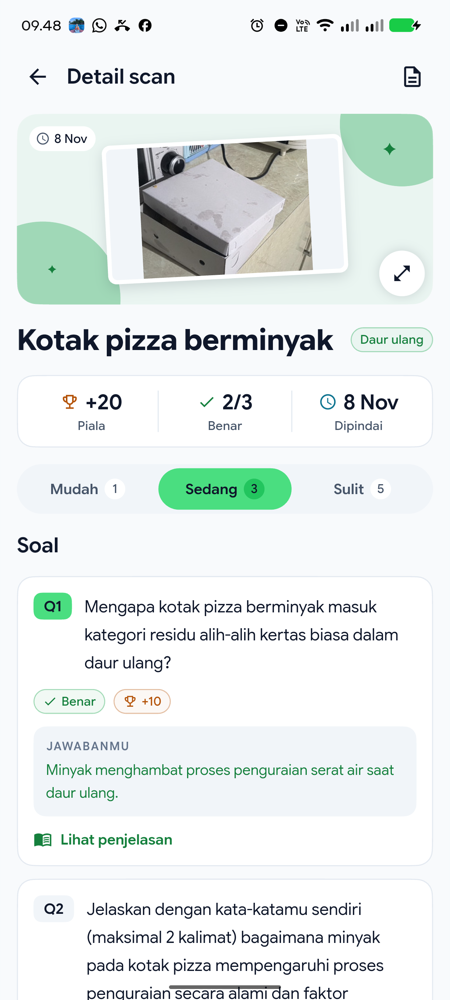 09.48
Vo
LTE
Detail scan
8 Nov
Kotak pizza berminyak
Daur ulang
+20
2/3
8 Nov
Piala
Benar
Dipindai
Mudah 1
Sedang 3
Sulit 5
Soal
Q1
Mengapa kotak pizza berminyak masuk
kategori residu alih-alih kertas biasa dalam
daur ulang?
Benar
+10
JAWABANMU
Minyak menghambat proses penguraian serat air saat
daur ulang.
Lihat penjelasan
Q2
Jelaskan dengan kata-katamu sendiri
(maksimal 2 kalimat) bagaimana minyak
pada kotak pizza mempengaruhi proses
penguraian secara alami dan faktor